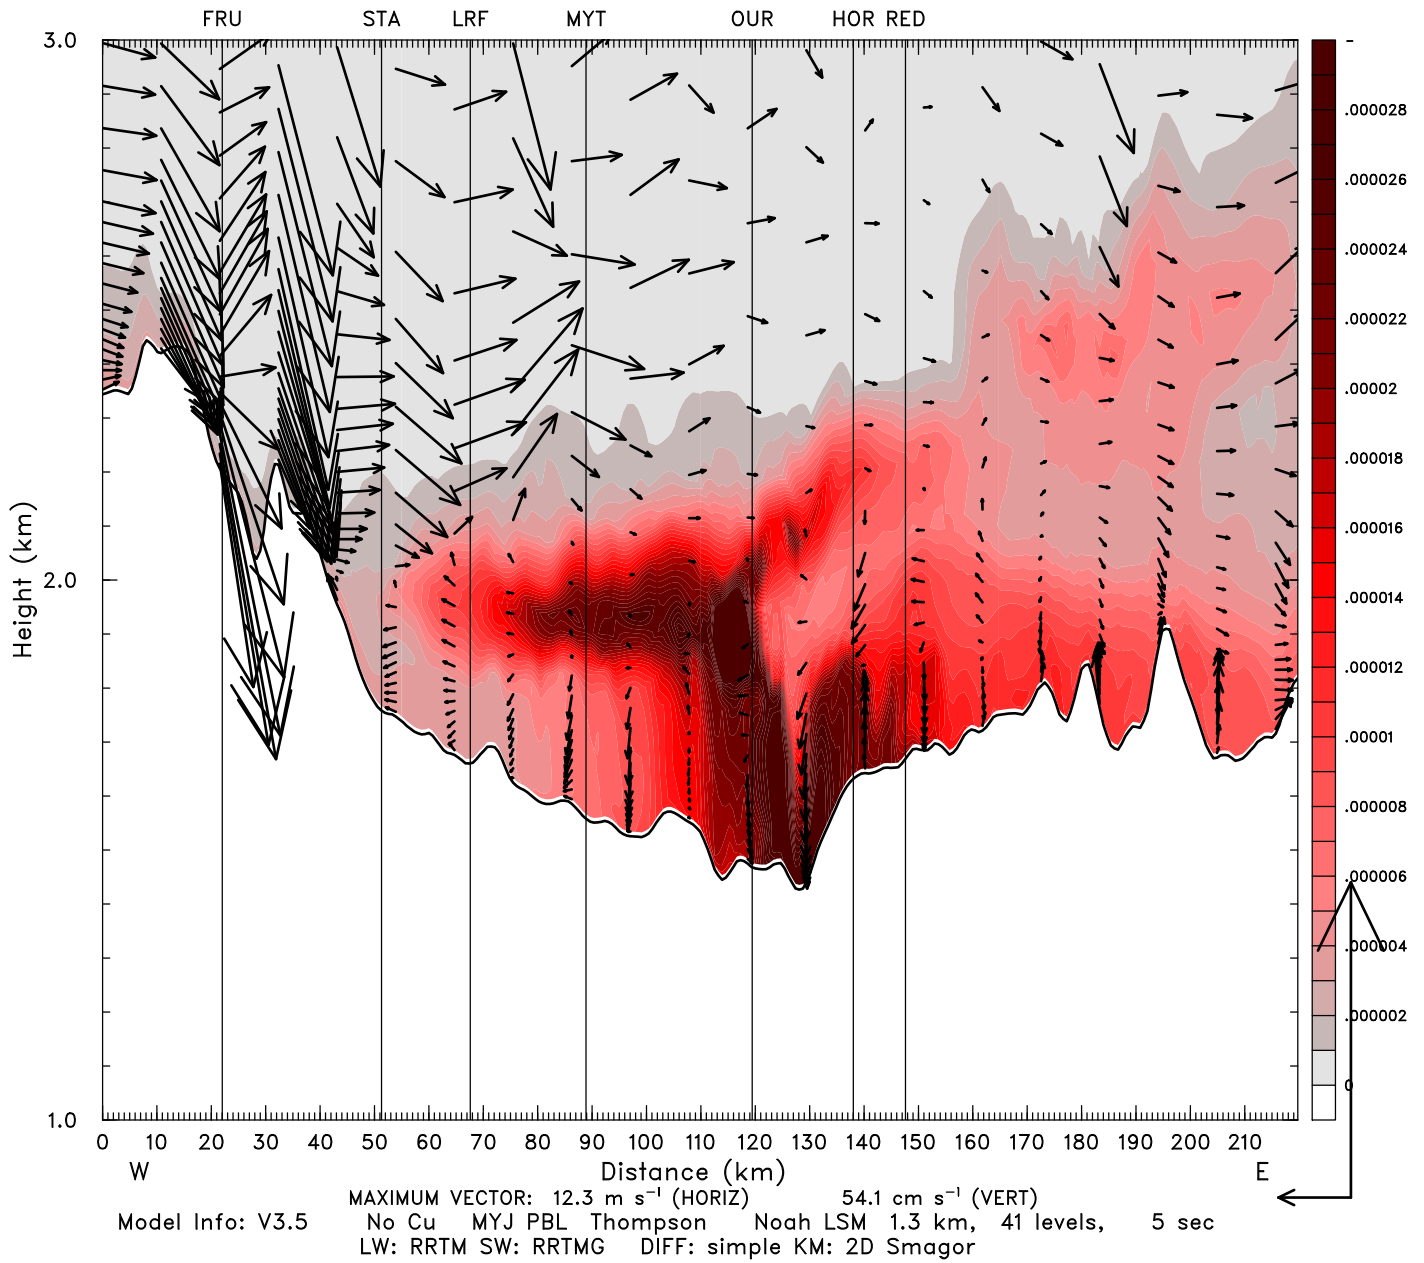 FRU STA LRF MYT OUR HOR RED
3.0
2.0
1.0
Height (km)
.000028
.000026
.000024
.000022
.00002
.000018
.000016
.000014
.000012
.00001
.000008
.000006
.000004
.000002
0
0 10 20 30 40 50 60 70 80 90 100 110 120 130 140 150 160 170 180 190 200 210
W Distance (km) E
MAXIMUM VECTOR: 12.3 m s⁻¹ (HORIZ) 54.1 cm s⁻¹ (VERT)
Model Info: V3.5 No Cu MYJ PBL Thompson Noah LSM 1.3 km, 41 levels, 5 sec
LW: RRTM SW: RRTMG DIFF: simple KM: 2D Smagor